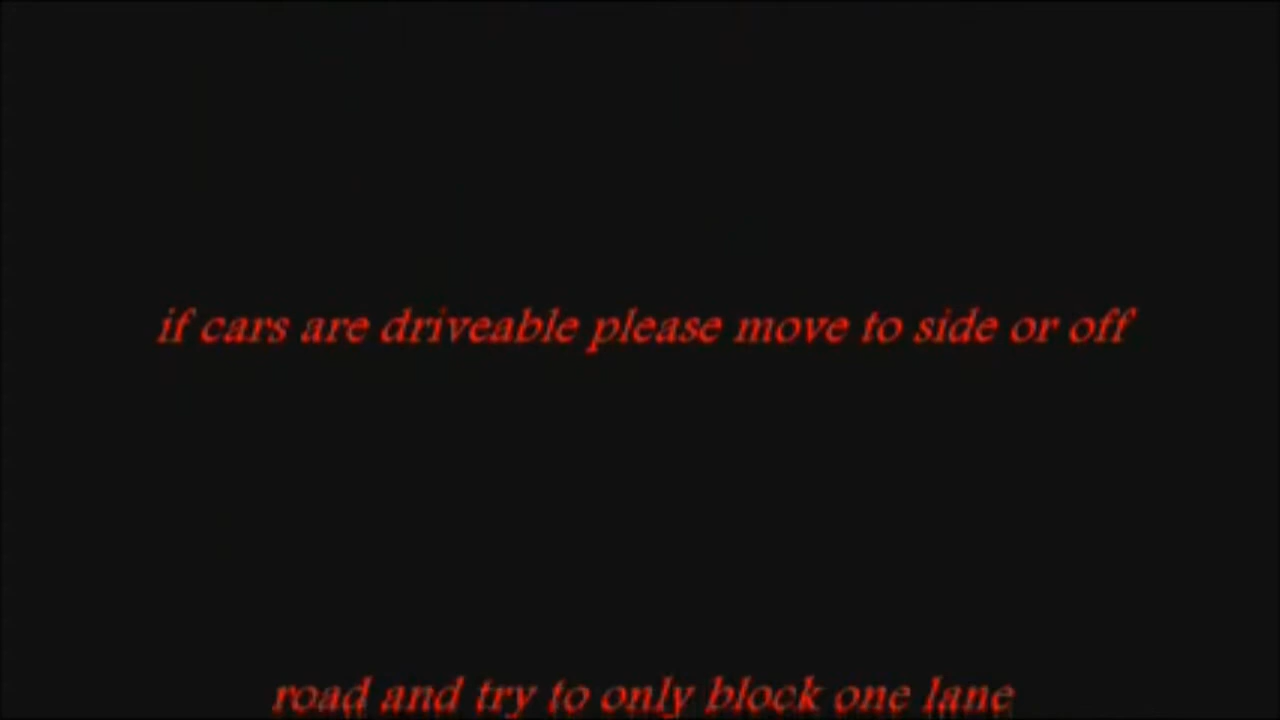 if cars are driveable please move to side or off
road and try to only block one lane